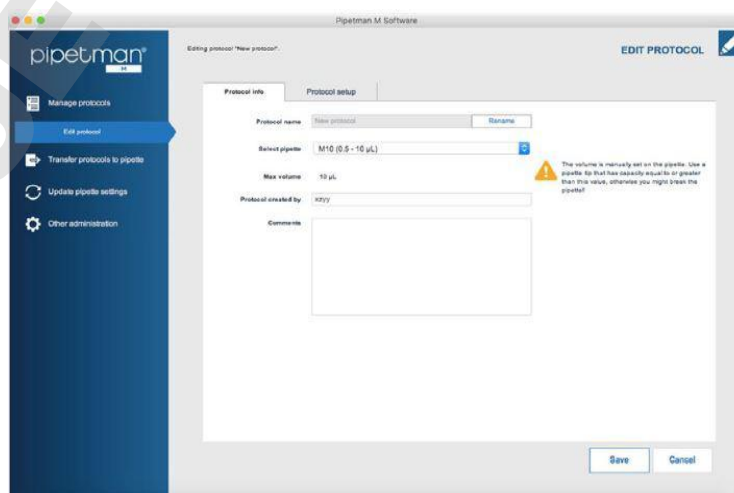 Pipetman M Software
pipetman®
M
Editing protocol "New protocol".
EDIT PROTOCOL
Manage protocols
Edit protocol
Transfer protocols to pipette
Update pipette settings
Other administration
Protocol info
Protocol setup
Protocol name
New protocol
Rename
Select pipette
M10 (0.5 - 10 µL)
Max volume
10 µL
Protocol created by
Comments
The volume is manually set on the pipette. Use a
pipette tip that has capacity equal to or greater
than this value, otherwise you might break the
pipette!
Save
Cancel